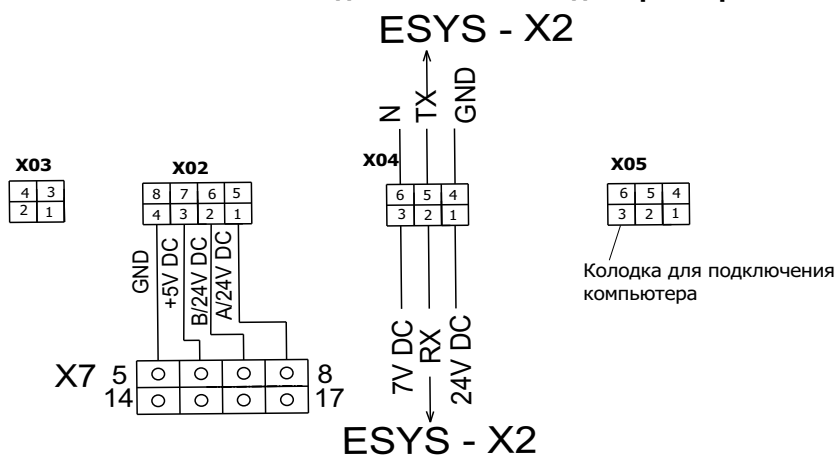 ESYS - X2
N
TX
GND
X03
X02
X04
X05
4 3
2 1
8 7 6 5
4 3 2 1
6 5 4
3 2 1
6 5 4
3 2 1
GND
+5V DC
B/24V DC
A/24V DC
7V DC
RX
24V DC
Колодка для подключения
компьютера
X7 5 8
14 17
ESYS - X2